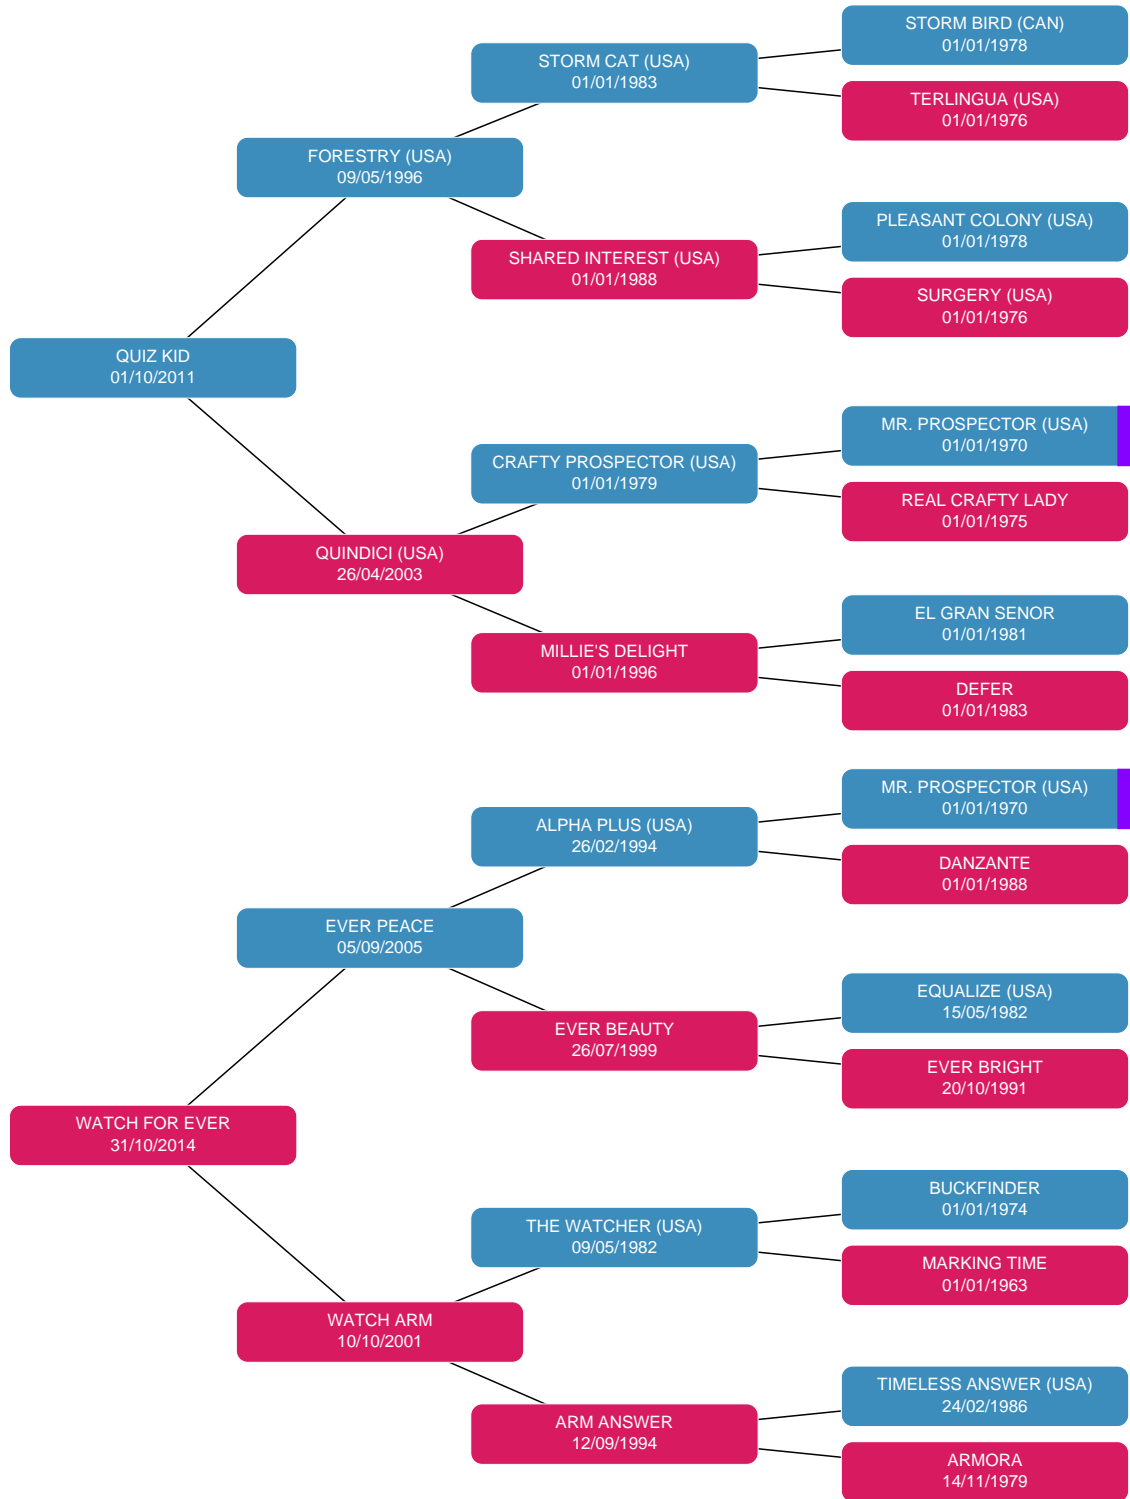 STORM BIRD (CAN)
01/01/1978
STORM CAT (USA)
01/01/1983
TERLINGUA (USA)
01/01/1976
FORESTRY (USA)
09/05/1996
PLEASANT COLONY (USA)
01/01/1978
SHARED INTEREST (USA)
01/01/1988
SURGERY (USA)
01/01/1976
QUIZ KID
01/10/2011
MR. PROSPECTOR (USA)
01/01/1970
CRAFTY PROSPECTOR (USA)
01/01/1979
REAL CRAFTY LADY
01/01/1975
QUINDICI (USA)
26/04/2003
EL GRAN SENOR
01/01/1981
MILLIE'S DELIGHT
01/01/1996
DEFER
01/01/1983
MR. PROSPECTOR (USA)
01/01/1970
ALPHA PLUS (USA)
26/02/1994
DANZANTE
01/01/1988
EVER PEACE
05/09/2005
EQUALIZE (USA)
15/05/1982
EVER BEAUTY
26/07/1999
EVER BRIGHT
20/10/1991
WATCH FOR EVER
31/10/2014
BUCKFINDER
01/01/1974
THE WATCHER (USA)
09/05/1982
MARKING TIME
01/01/1963
WATCH ARM
10/10/2001
TIMELESS ANSWER (USA)
24/02/1986
ARM ANSWER
12/09/1994
ARMORA
14/11/1979